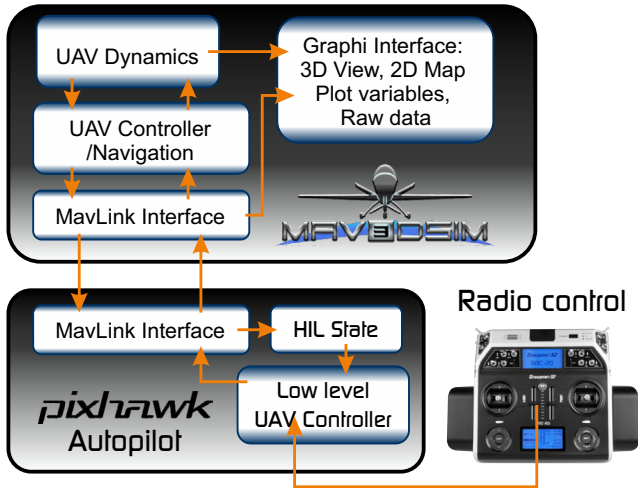 UAV Dynamics
Graphi Interface:
3D View, 2D Map
Plot variables,
Raw data
UAV Controller
/Navigation
MavLink Interface
MAV3DSIM
MavLink Interface
HIL State
Low level
UAV Controller
pixhawk
Autopilot
Radio control
Graupner